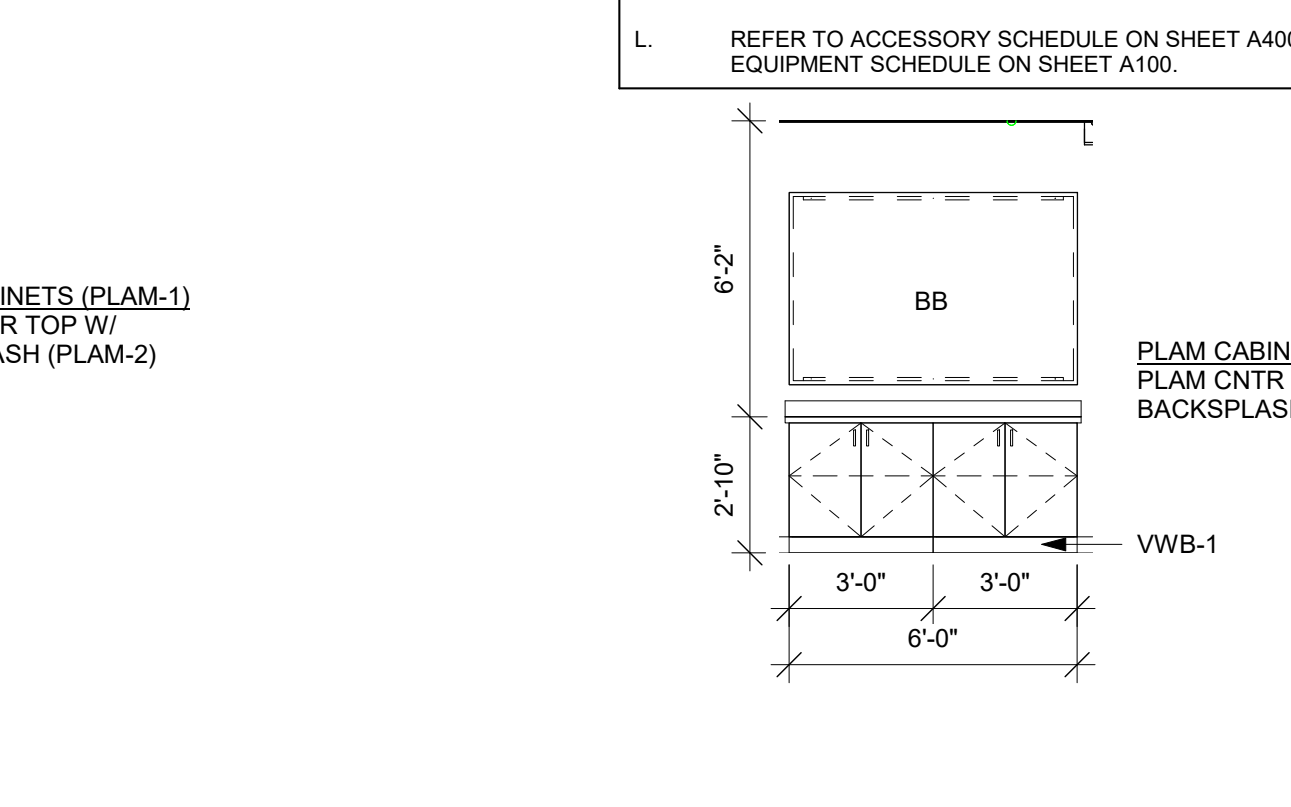 L. REFER TO ACCESSORY SCHEDULE ON SHEET A400
EQUIPMENT SCHEDULE ON SHEET A100.
6'-2"
BB
INETS (PLAM-1)
R TOP W/
ASH (PLAM-2)
PLAM CABIN
PLAM CNTR
BACKSPLAS
2'-10"
VWB-1
3'-0" 3'-0"
6'-0"